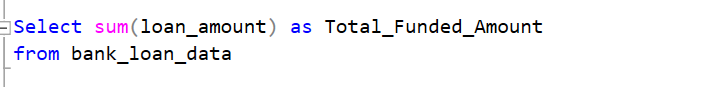 Select sum(loan_amount) as Total_Funded_Amount
from bank_loan_data